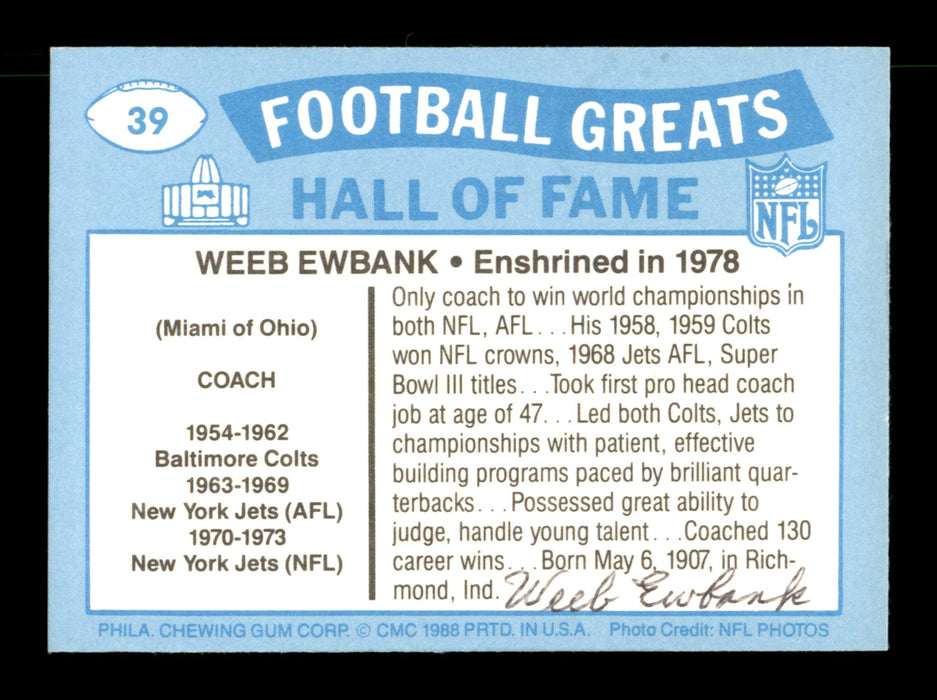 39
FOOTBALL GREATS
HALL OF FAME
NFL
WEEB EWBANK • Enshrined in 1978
(Miami of Ohio)
COACH
1954-1962
Baltimore Colts
1963-1969
New York Jets (AFL)
1970-1973
New York Jets (NFL)
Only coach to win world championships in
both NFL, AFL...His 1958, 1959 Colts
won NFL crowns, 1968 Jets AFL, Super
Bowl III titles...Took first pro head coach
job at age of 47...Led both Colts, Jets to
championships with patient, effective
building programs paced by brilliant quar-
terbacks...Possessed great ability to
judge, handle young talent...Coached 130
career wins...Born May 6, 1907, in Rich-
mond, Ind.
Weeb Ewbank
PHILA. CHEWING GUM CORP. © CMC 1988 PRTD. IN U.S.A. Photo Credit: NFL PHOTOS